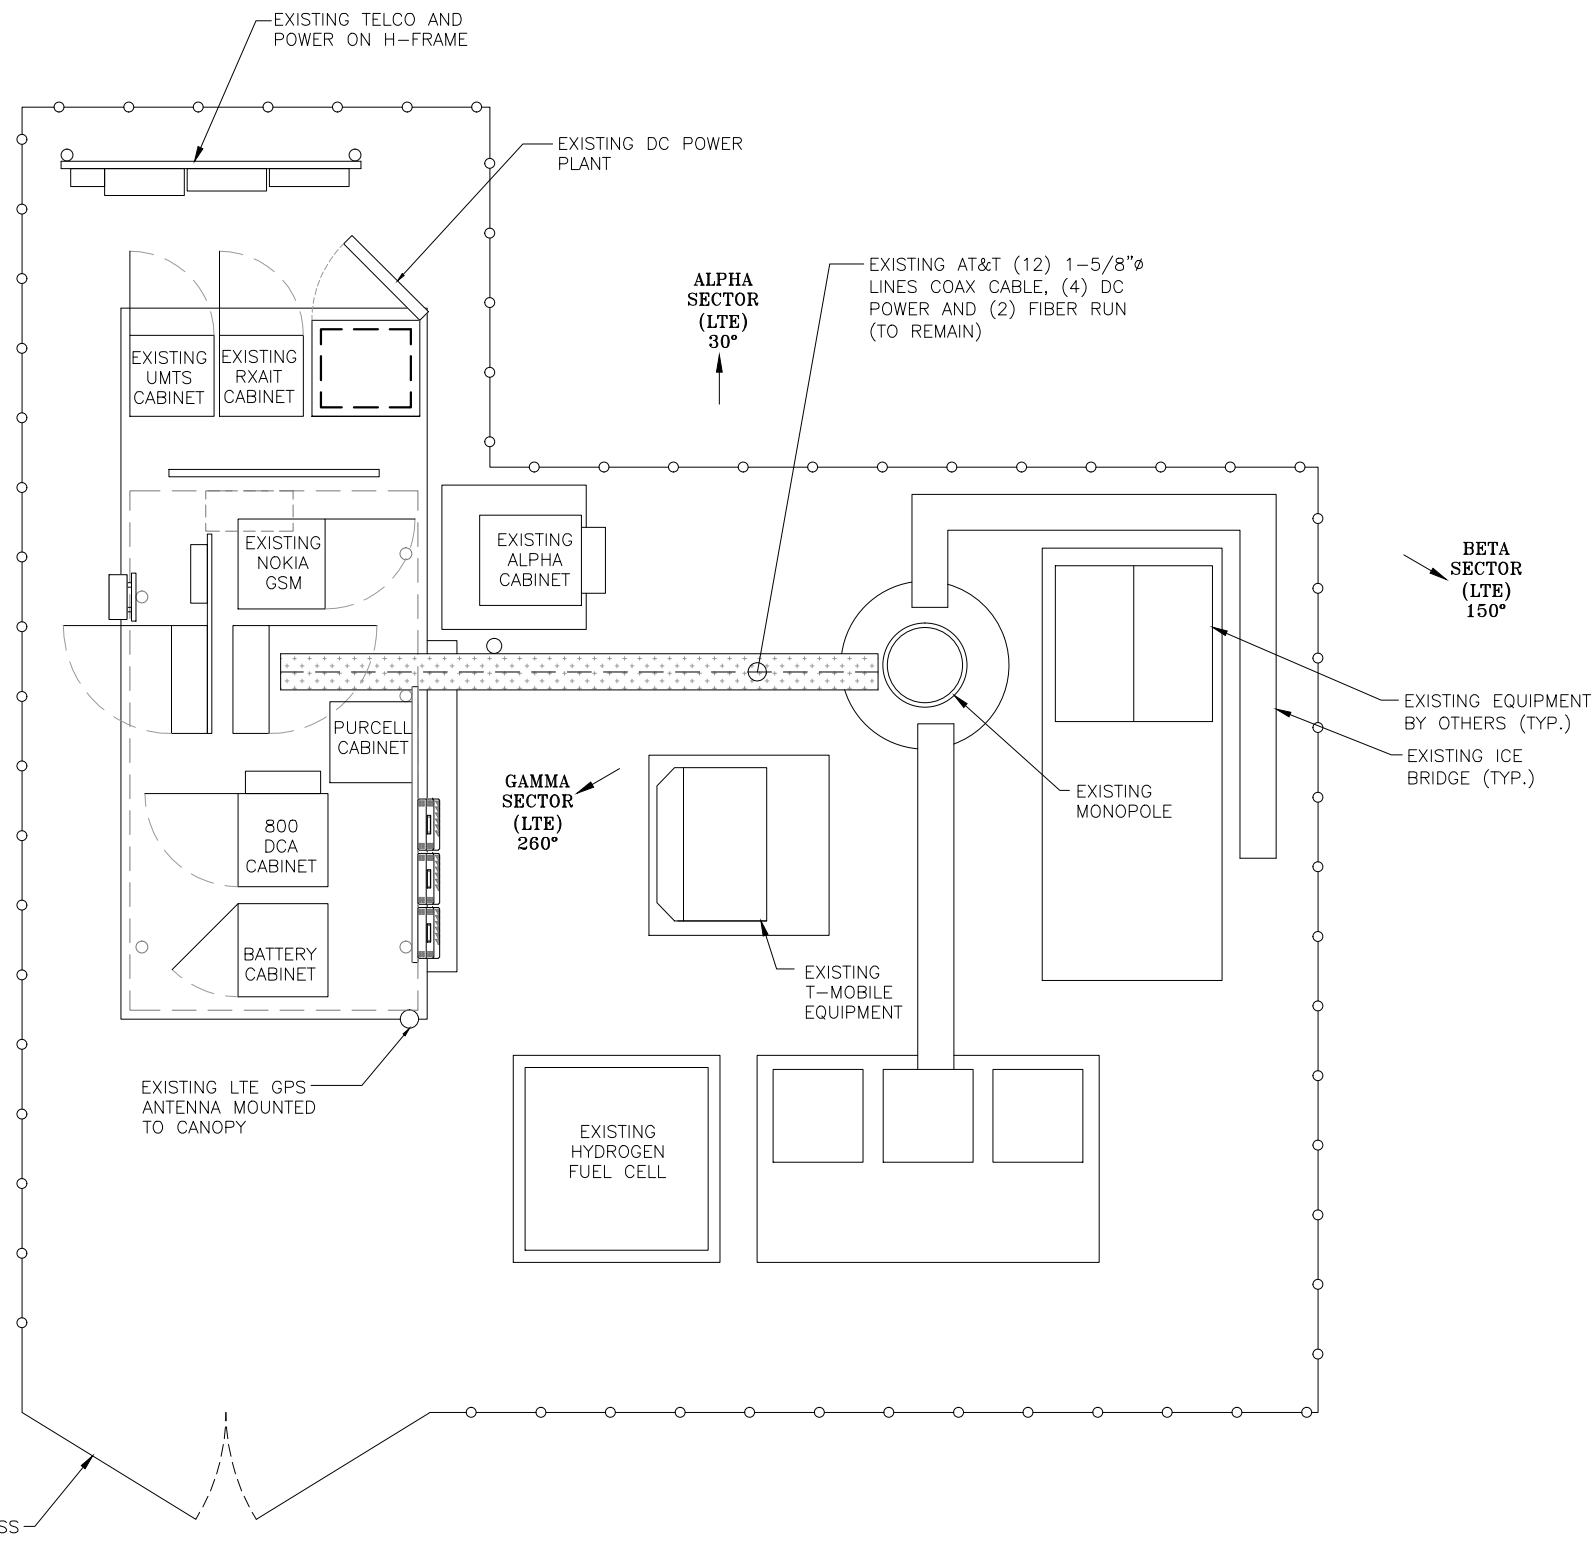 EXISTING TELCO AND
POWER ON H-FRAME
EXISTING DC POWER
PLANT
EXISTING AT&T (12) 1-5/8"ø
LINES COAX CABLE, (4) DC
POWER AND (2) FIBER RUN
(TO REMAIN)
ALPHA
SECTOR
(LTE)
30°
EXISTING
UMTS
CABINET
EXISTING
RXAIT
CABINET
EXISTING
NOKIA
GSM
EXISTING
ALPHA
CABINET
BETA
SECTOR
(LTE)
150°
EXISTING EQUIPMENT
BY OTHERS (TYP.)
EXISTING ICE
BRIDGE (TYP.)
PURCELL
CABINET
GAMMA
SECTOR
(LTE)
260°
EXISTING
MONOPOLE
800
DCA
CABINET
BATTERY
CABINET
EXISTING
T-MOBILE
EQUIPMENT
EXISTING LTE GPS
ANTENNA MOUNTED
TO CANOPY
EXISTING
HYDROGEN
FUEL CELL
SS